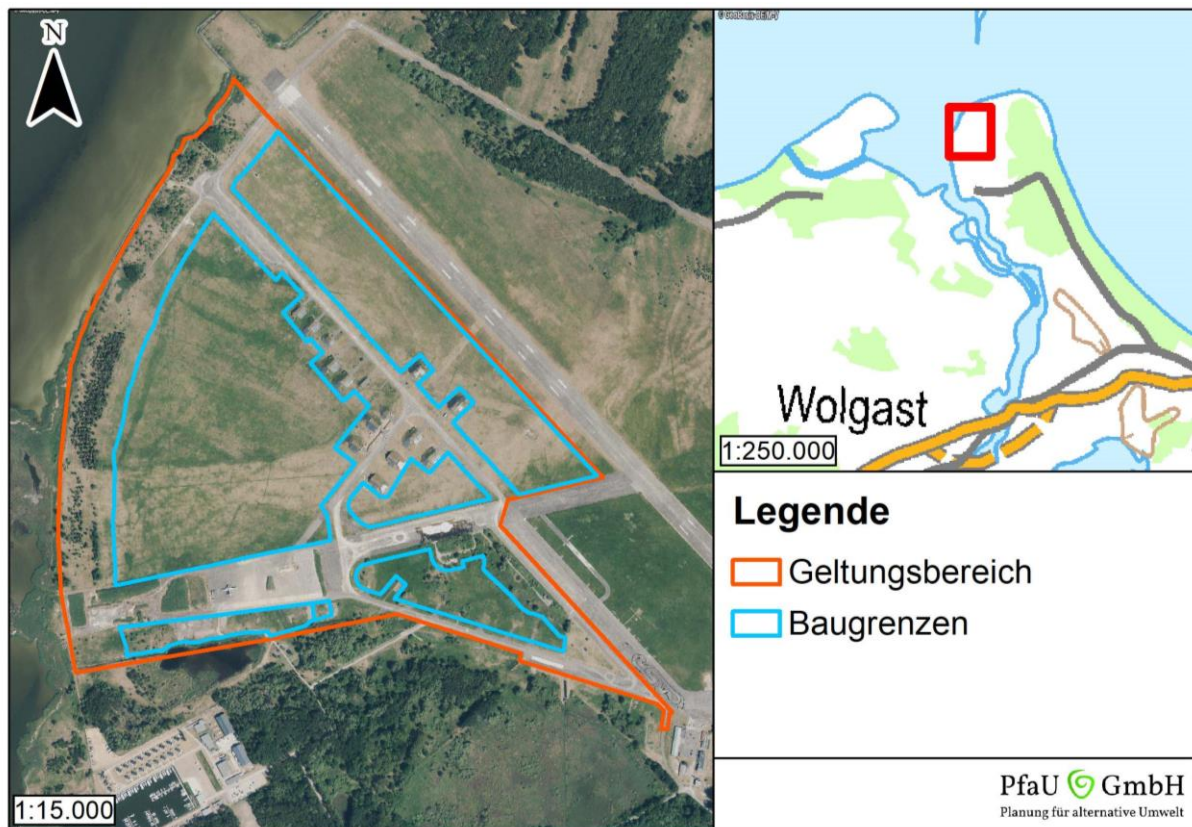 N
1:15.000
Wolgast
1:250.000
Legende
Geltungsbereich
Baugrenzen
PfaU GmbH
Planung für alternative Umwelt